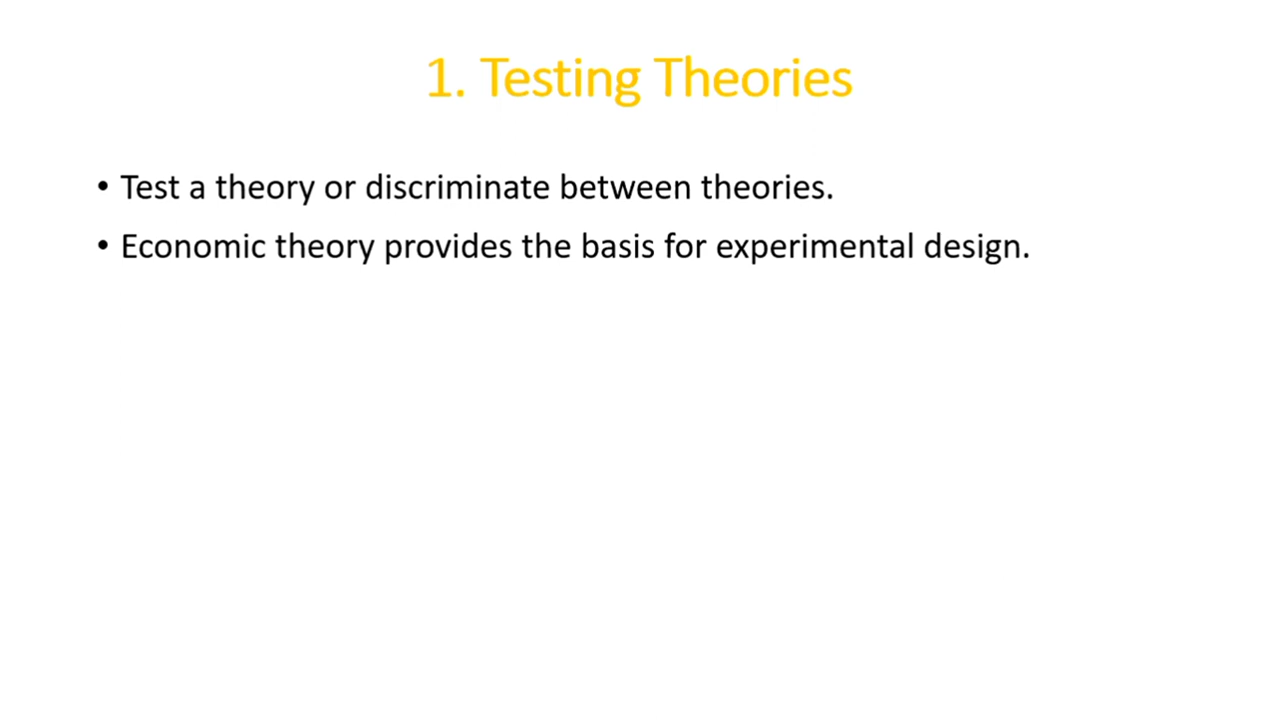 1. Testing Theories
• Test a theory or discriminate between theories.
• Economic theory provides the basis for experimental design.